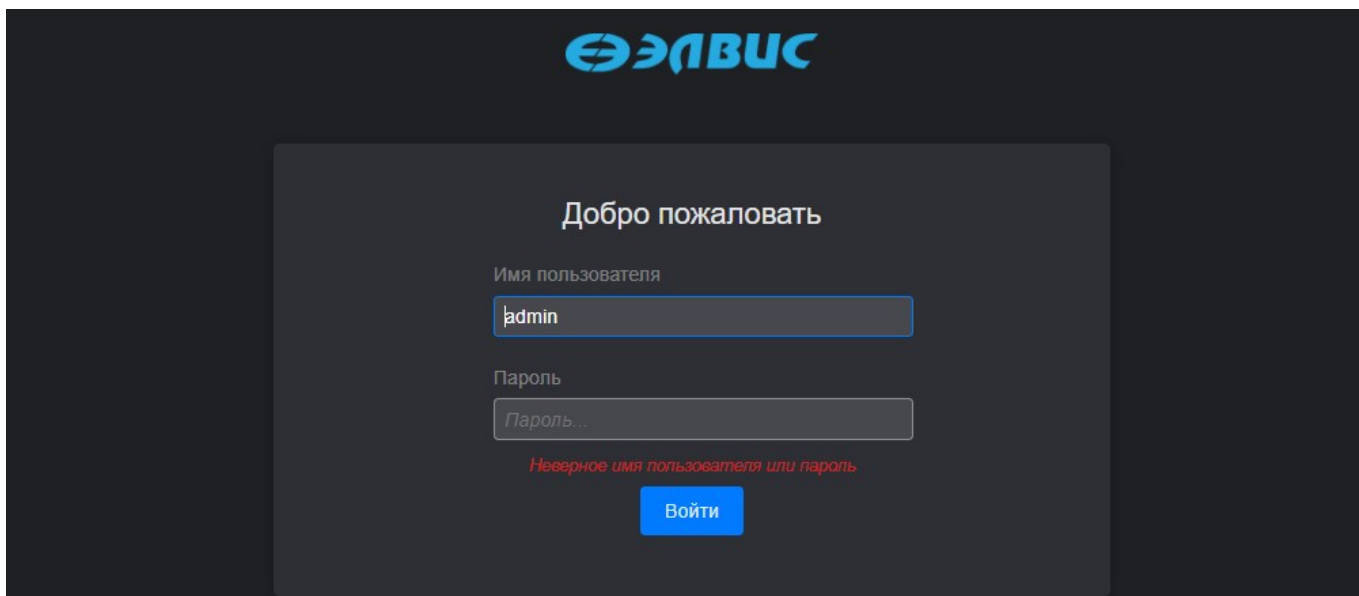 ЭЛВИС
Добро пожаловать
Имя пользователя
admin
Пароль
Пароль...
Неверное имя пользователя или пароль
Войти